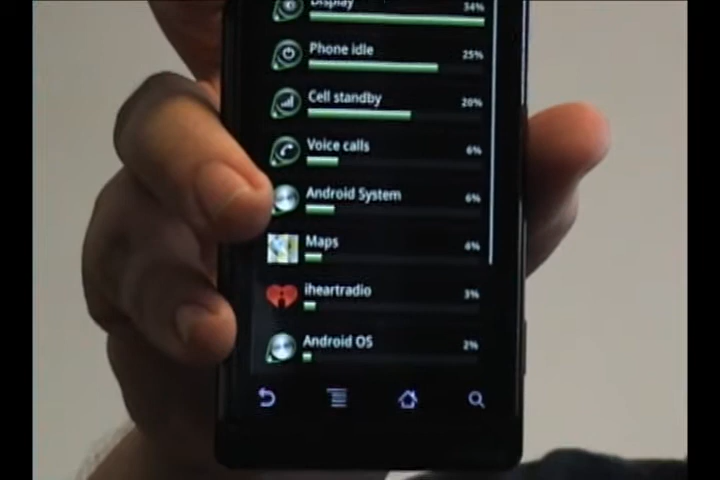 Display 34%
Phone idle 25%
Cell standby 20%
Voice calls 6%
Android System 6%
Maps 4%
iheartradio 3%
Android OS 2%